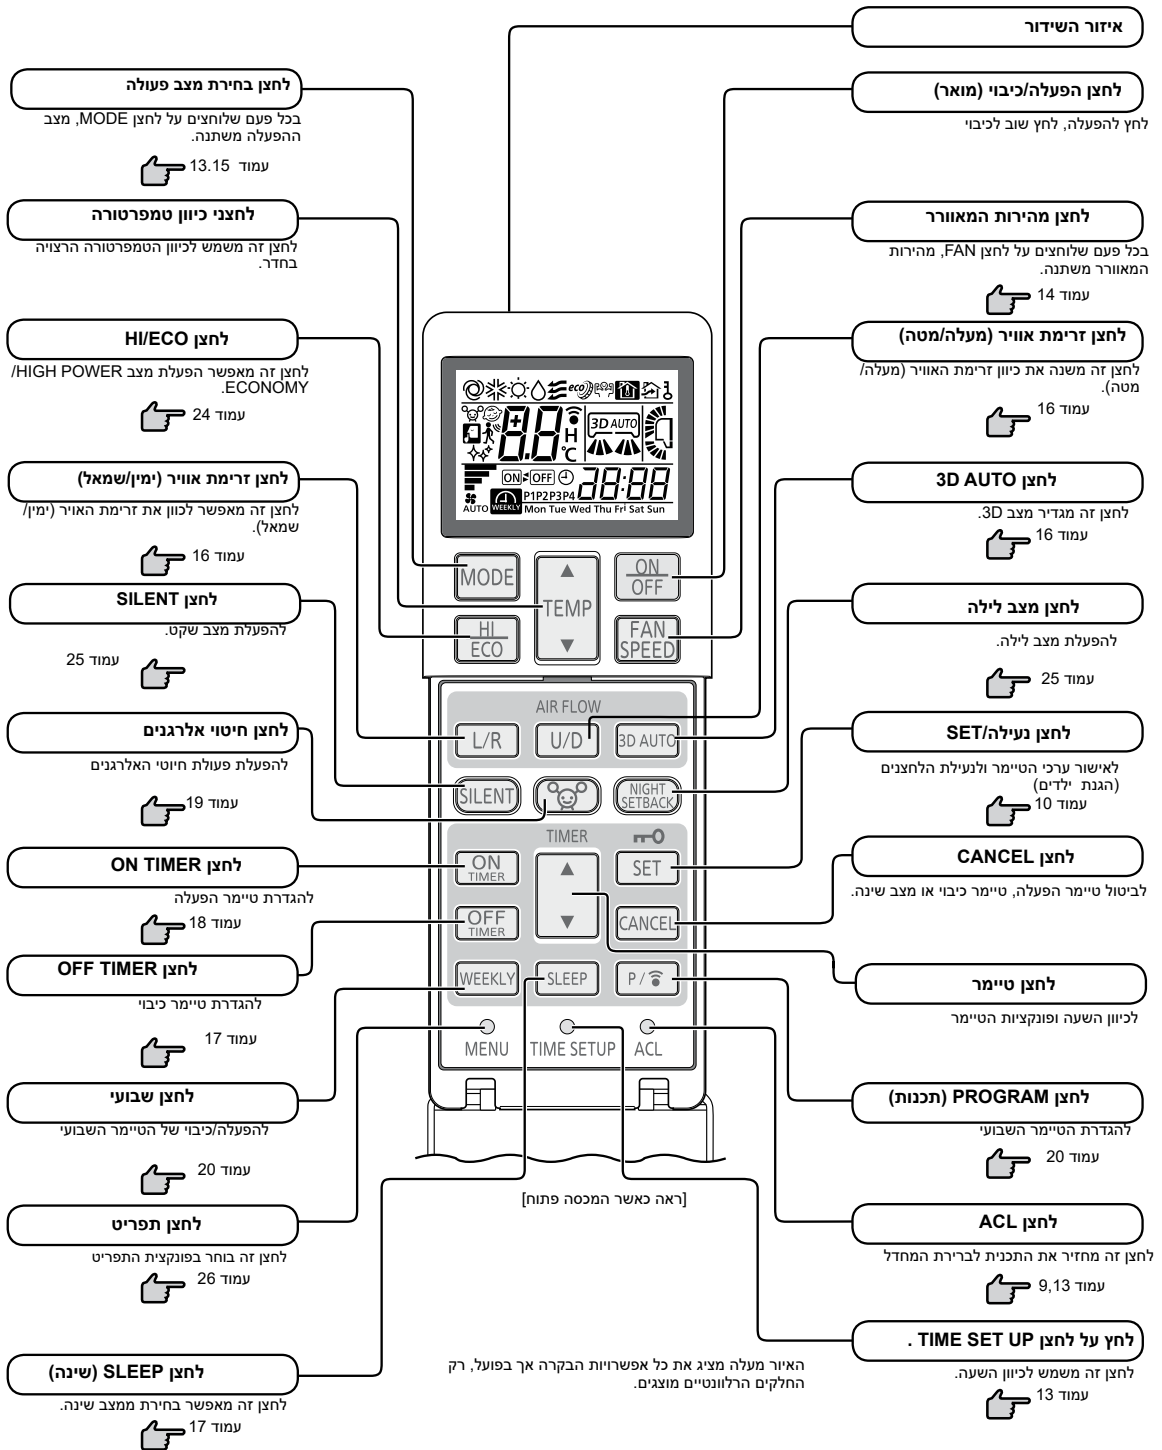 איזור השידור
לחצן הפעלה/כיבוי (מואר)
לחץ להפעלה, לחץ שוב לכיבוי
לחצן מהירות המאוורר
בכל פעם שלוחצים על לחצן FAN, מהירות
המאוורר משתנה.
עמוד 14
לחצן זרימת אוויר (מעלה/מטה)
לחצן זה משנה את כיוון זרימת האוויר (מעלה/
מטה).
עמוד 16
לחצן 3D AUTO
לחצן זה מגדיר מצב 3D.
עמוד 16
לחצן מצב לילה
להפעלת מצב לילה.
עמוד 25
לחצן נעילה/SET
לאישור ערכי הטיימר ולנעילת הלחצנים
(הגנת ילדים)
עמוד 10
לחצן CANCEL
לביטול טיימר הפעלה, טיימר כיבוי או מצב שינה.
לחצן טיימר
לכיוון השעה ופונקציות הטיימר
לחצן PROGRAM (תכנות)
להגדרת הטיימר השבועי
עמוד 20
לחצן ACL
לחצן זה מחזיר את התכנית לברירת המחדל
עמוד 9,13
לחץ על לחצן TIME SET UP .
לחצן זה משמש לכיוון השעה.
עמוד 13
לחצן בחירת מצב פעולה
בכל פעם שלוחצים על לחצן MODE, מצב
ההפעלה משתנה.
עמוד 13.15
לחצני כיוון טמפרטורה
לחצן זה משמש לכיוון הטמפרטורה הרצויה
בחדר.
לחצן HI/ECO
לחצן זה מאפשר הפעלת מצב HIGH POWER/
ECONOMY.
עמוד 24
לחצן זרימת אוויר (ימין/שמאל)
לחצן זה מאפשר לכוון את זרימת האויר (ימין/
שמאל).
עמוד 16
לחצן SILENT
להפעלת מצב שקט.
עמוד 25
לחצן חיטוי אלרגנים
להפעלת פעולת חיטוי האלרגנים
עמוד 19
לחצן ON TIMER
להגדרת טיימר הפעלה
עמוד 18
לחצן OFF TIMER
להגדרת טיימר כיבוי
עמוד 17
לחצן שבועי
להפעלה/כיבוי של הטיימר השבועי
עמוד 20
לחצן תפריט
לחצן זה בוחר בפונקצית התפריט
עמוד 26
לחצן SLEEP (שינה)
לחצן זה מאפשר בחירת ממצב שינה.
עמוד 17
eco
8.8 H °C
3D AUTO
ON OFF
P1P2P3P4 28:88
AUTO WEEKLY Mon Tue Wed Thu Fri Sat Sun
MODE
TEMP
ON
OFF
HI
ECO
FAN
SPEED
AIR FLOW
L/R U/D 3D AUTO
SILENT
NIGHT
SETBACK
TIMER
ON
TIMER
SET
OFF
TIMER
CANCEL
WEEKLY SLEEP P/
MENU TIME SETUP ACL
[ראה כאשר המכסה פתוח]
האיור מעלה מציג את כל אפשרויות הבקרה אך בפועל, רק
החלקים הרלוונטיים מוצגים.